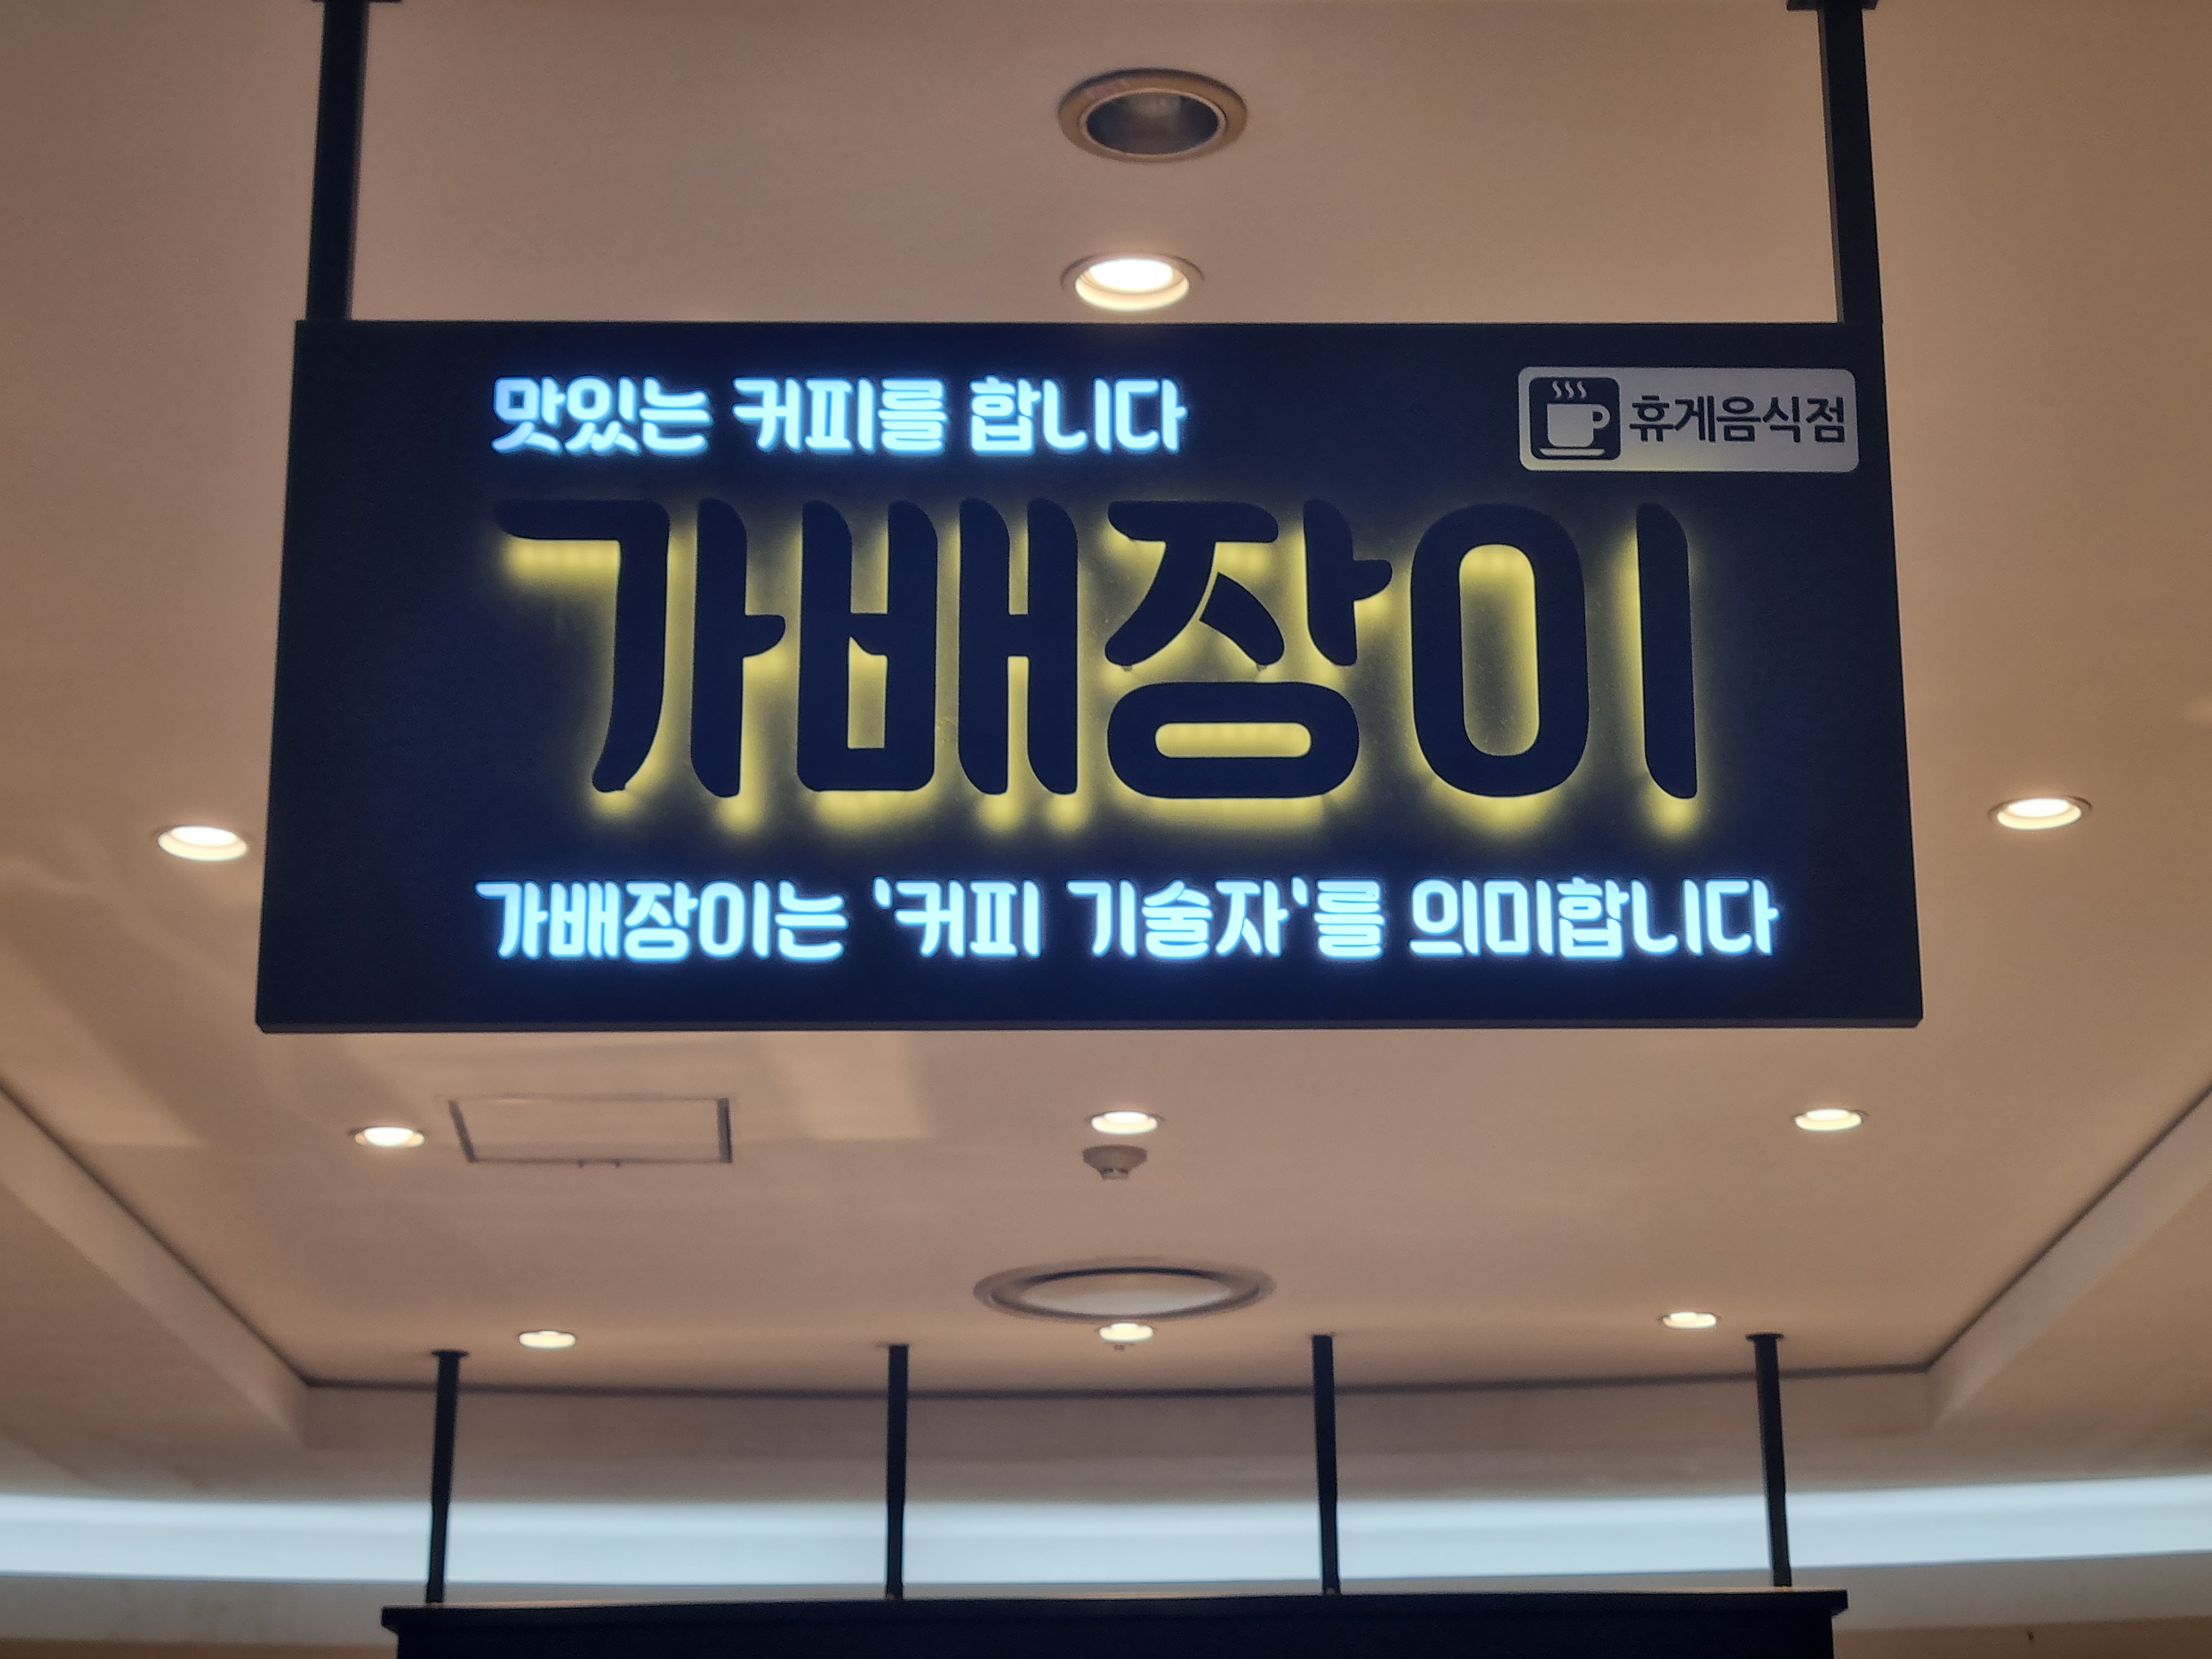 맛있는 커피를 합니다
휴게음식점
가배장이
가배장이는 '커피 기술자'를 의미합니다